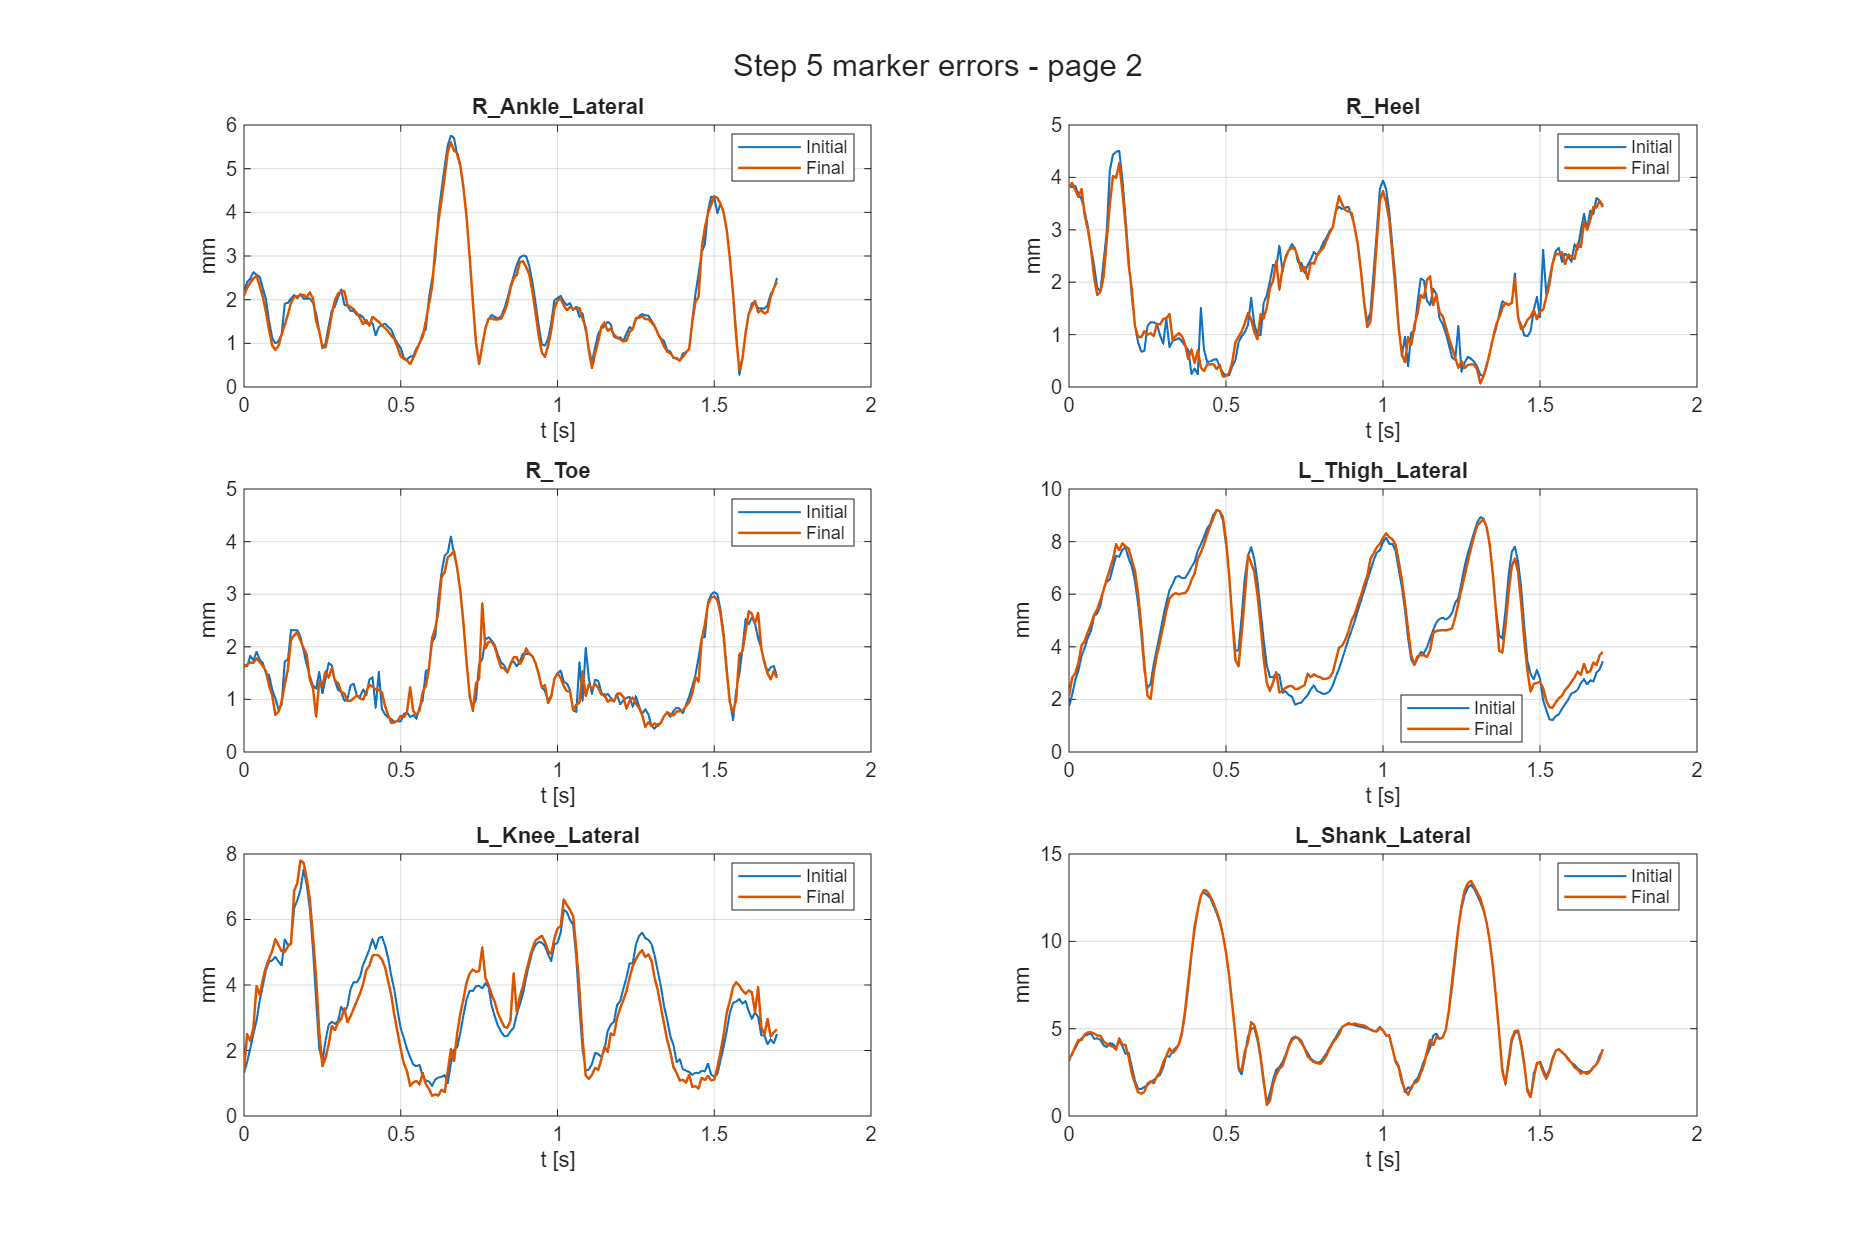 Step 5 marker errors - page 2
R_Ankle_Lateral
6
5
4
3
2
1
0
mm
0 0.5 1 1.5 2
t [s]
Initial
Final
R_Heel
5
4
3
2
1
0
mm
0 0.5 1 1.5 2
t [s]
Initial
Final
R_Toe
5
4
3
2
1
0
mm
0 0.5 1 1.5 2
t [s]
Initial
Final
L_Thigh_Lateral
10
8
6
4
2
0
mm
0 0.5 1 1.5 2
t [s]
Initial
Final
L_Knee_Lateral
8
6
4
2
0
mm
0 0.5 1 1.5 2
t [s]
Initial
Final
L_Shank_Lateral
15
10
5
0
mm
0 0.5 1 1.5 2
t [s]
Initial
Final